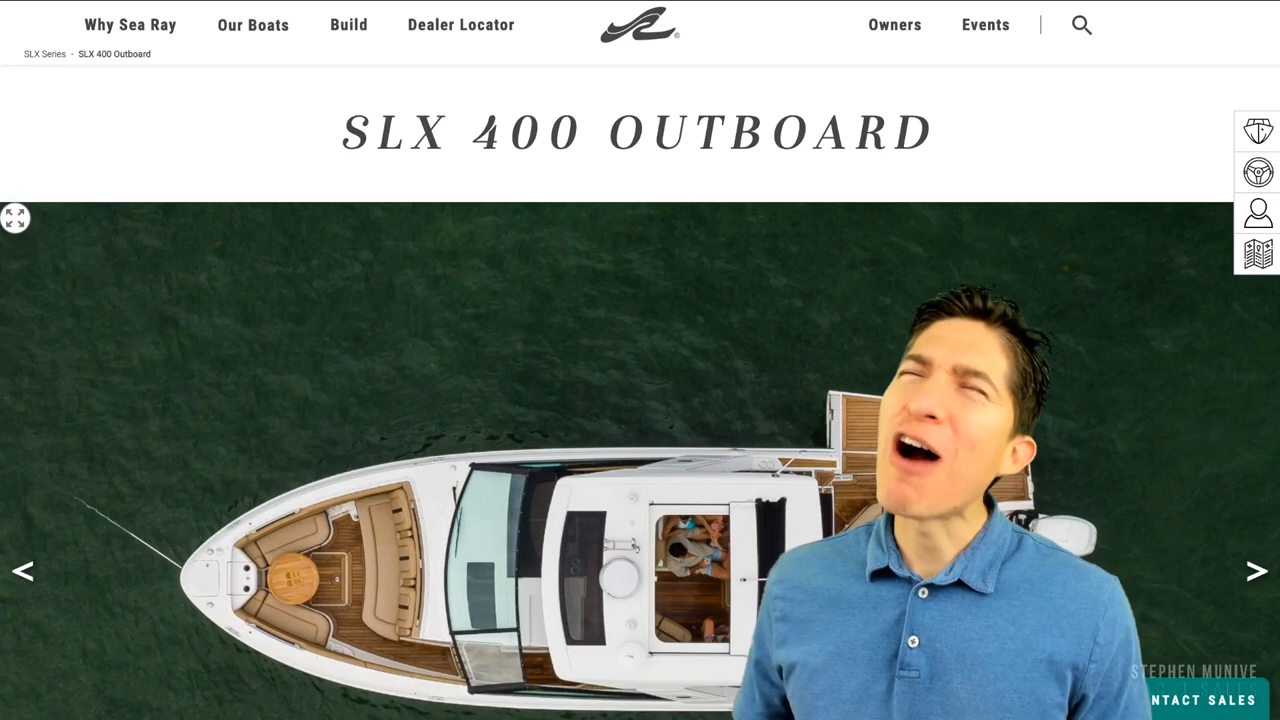 Why Sea Ray
Our Boats
Build
Dealer Locator
Owners
Events
SLX Series - SLX 400 Outboard
SLX 400 OUTBOARD
<
>
STEPHEN MUNIVE
NTACT SALES